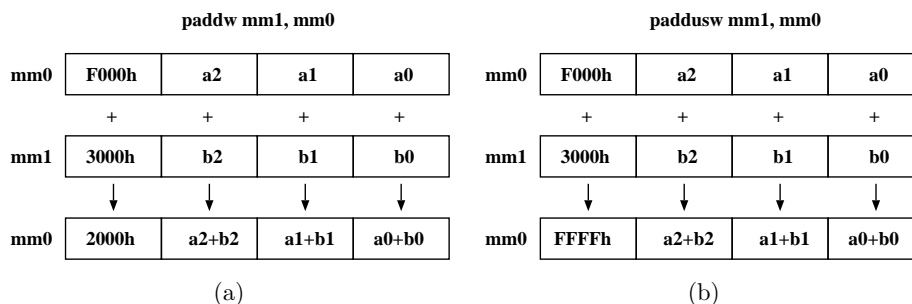 paddw mm1, mm0
mm0 F000h a2 a1 a0
+ + + +
mm1 3000h b2 b1 b0
mm0 2000h a2+b2 a1+b1 a0+b0
(a)
paddusw mm1, mm0
mm0 F000h a2 a1 a0
+ + + +
mm1 3000h b2 b1 b0
mm0 FFFFh a2+b2 a1+b1 a0+b0
(b)